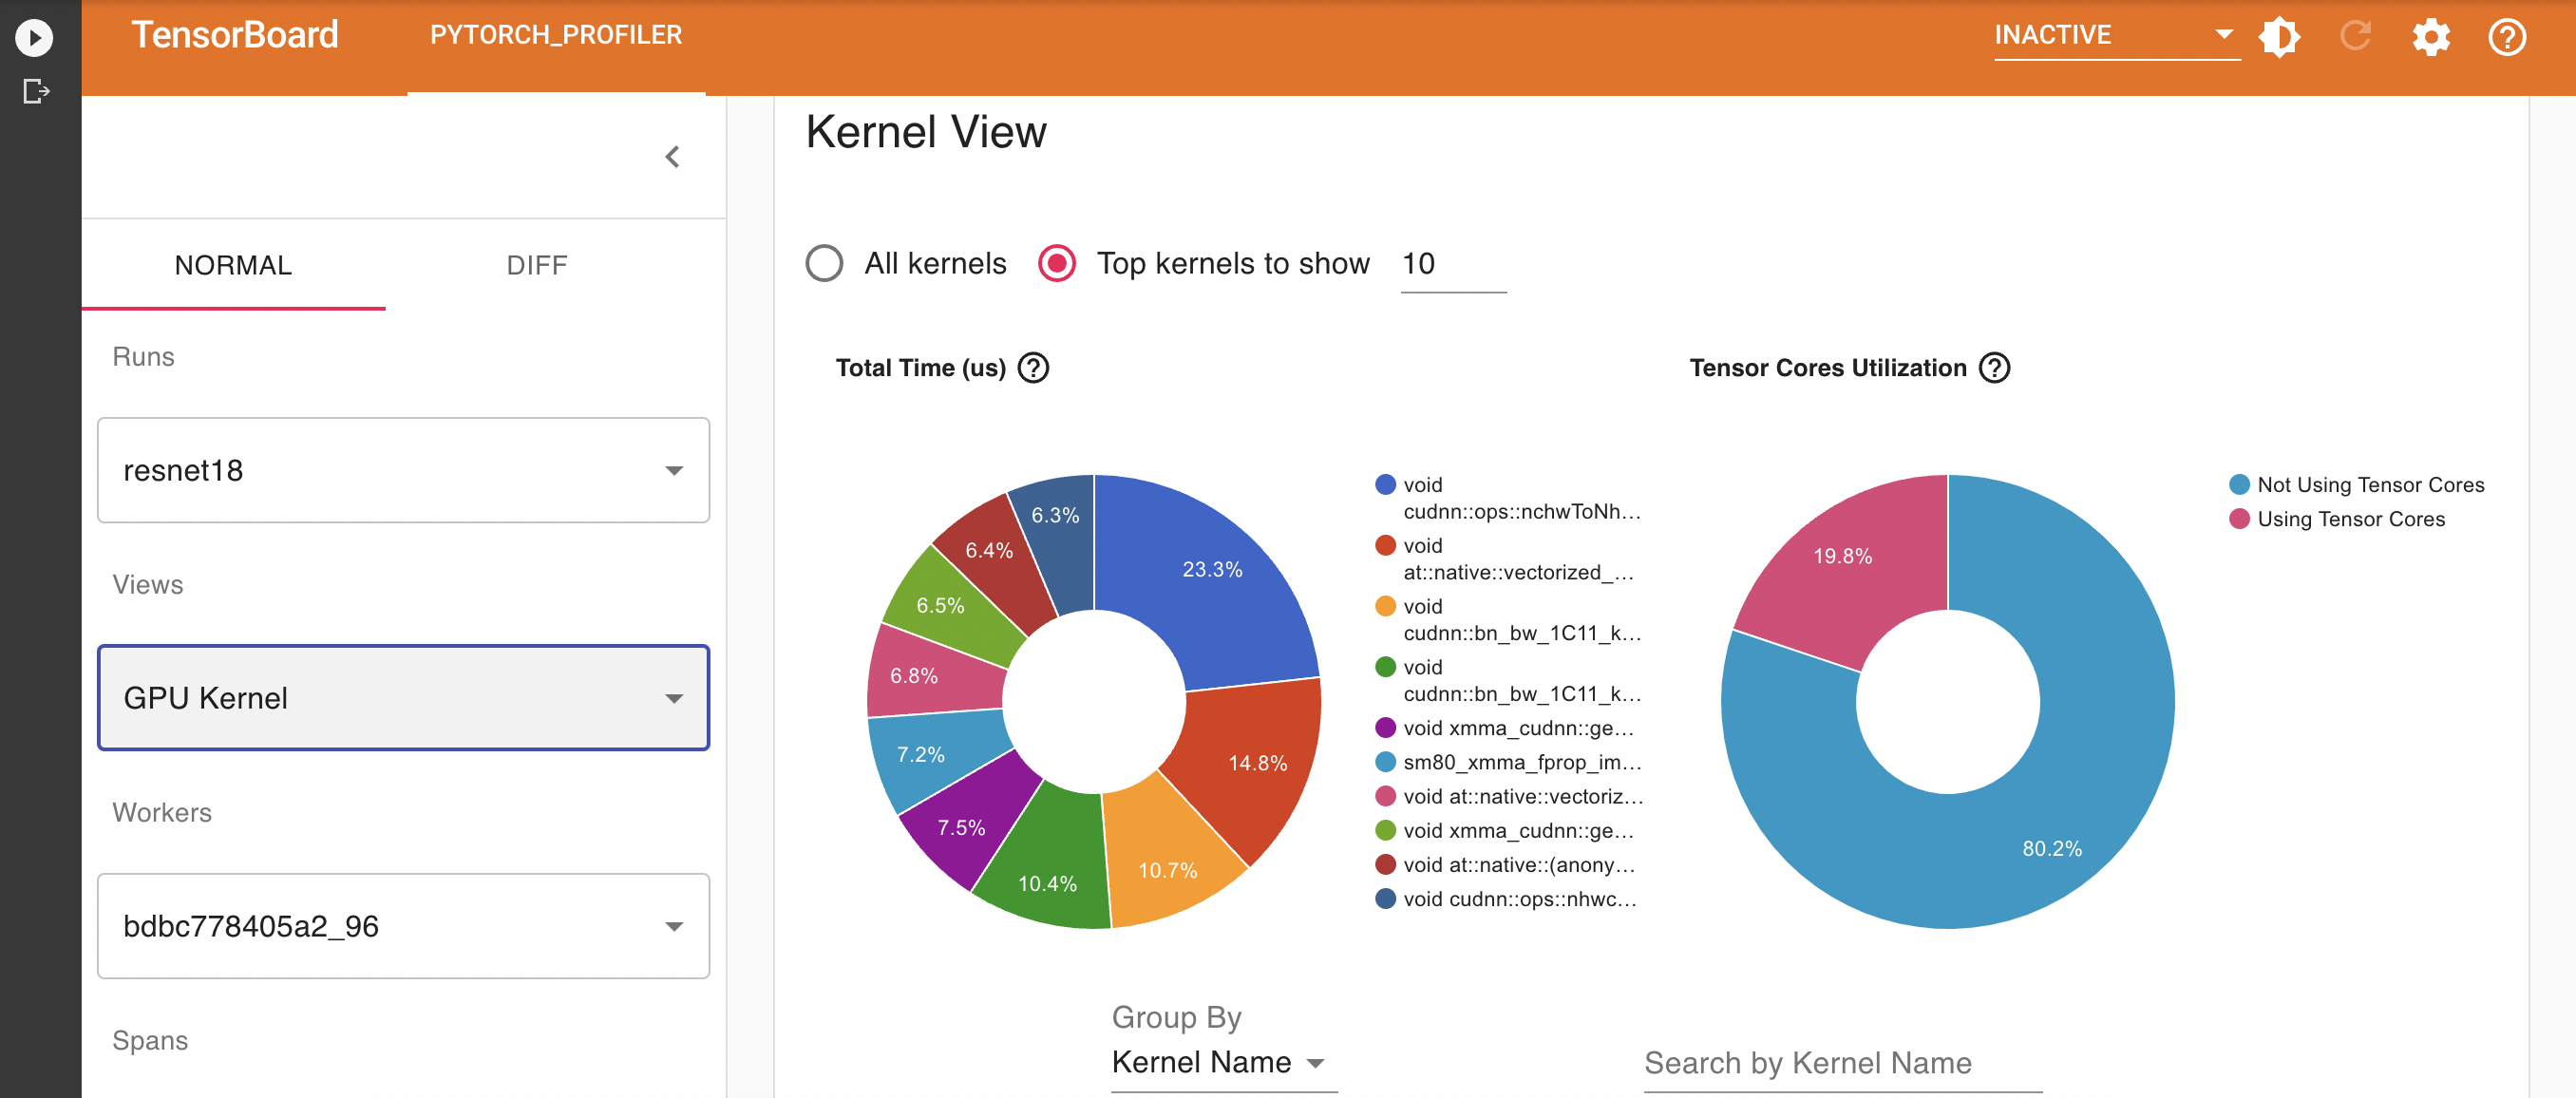 TensorBoard
PYTORCH_PROFILER
INACTIVE
NORMAL
DIFF
Runs
resnet18
Views
GPU Kernel
Workers
bdbc778405a2_96
Spans
Kernel View
All kernels
Top kernels to show 10
Total Time (us)
23.3%
14.8%
10.7%
10.4%
7.5%
7.2%
6.8%
6.5%
6.4%
6.3%
void
cudnn::ops::nchwToNh...
void
at::native::vectorized_...
void
cudnn::bn_bw_1C11_k...
void
cudnn::bn_bw_1C11_k...
void xmma_cudnn::ge...
sm80_xmma_fprop_im...
void at::native::vectoriz...
void xmma_cudnn::ge...
void at::native::(anony...
void cudnn::ops::nhwc...
Tensor Cores Utilization
19.8%
80.2%
Not Using Tensor Cores
Using Tensor Cores
Group By
Kernel Name
Search by Kernel Name